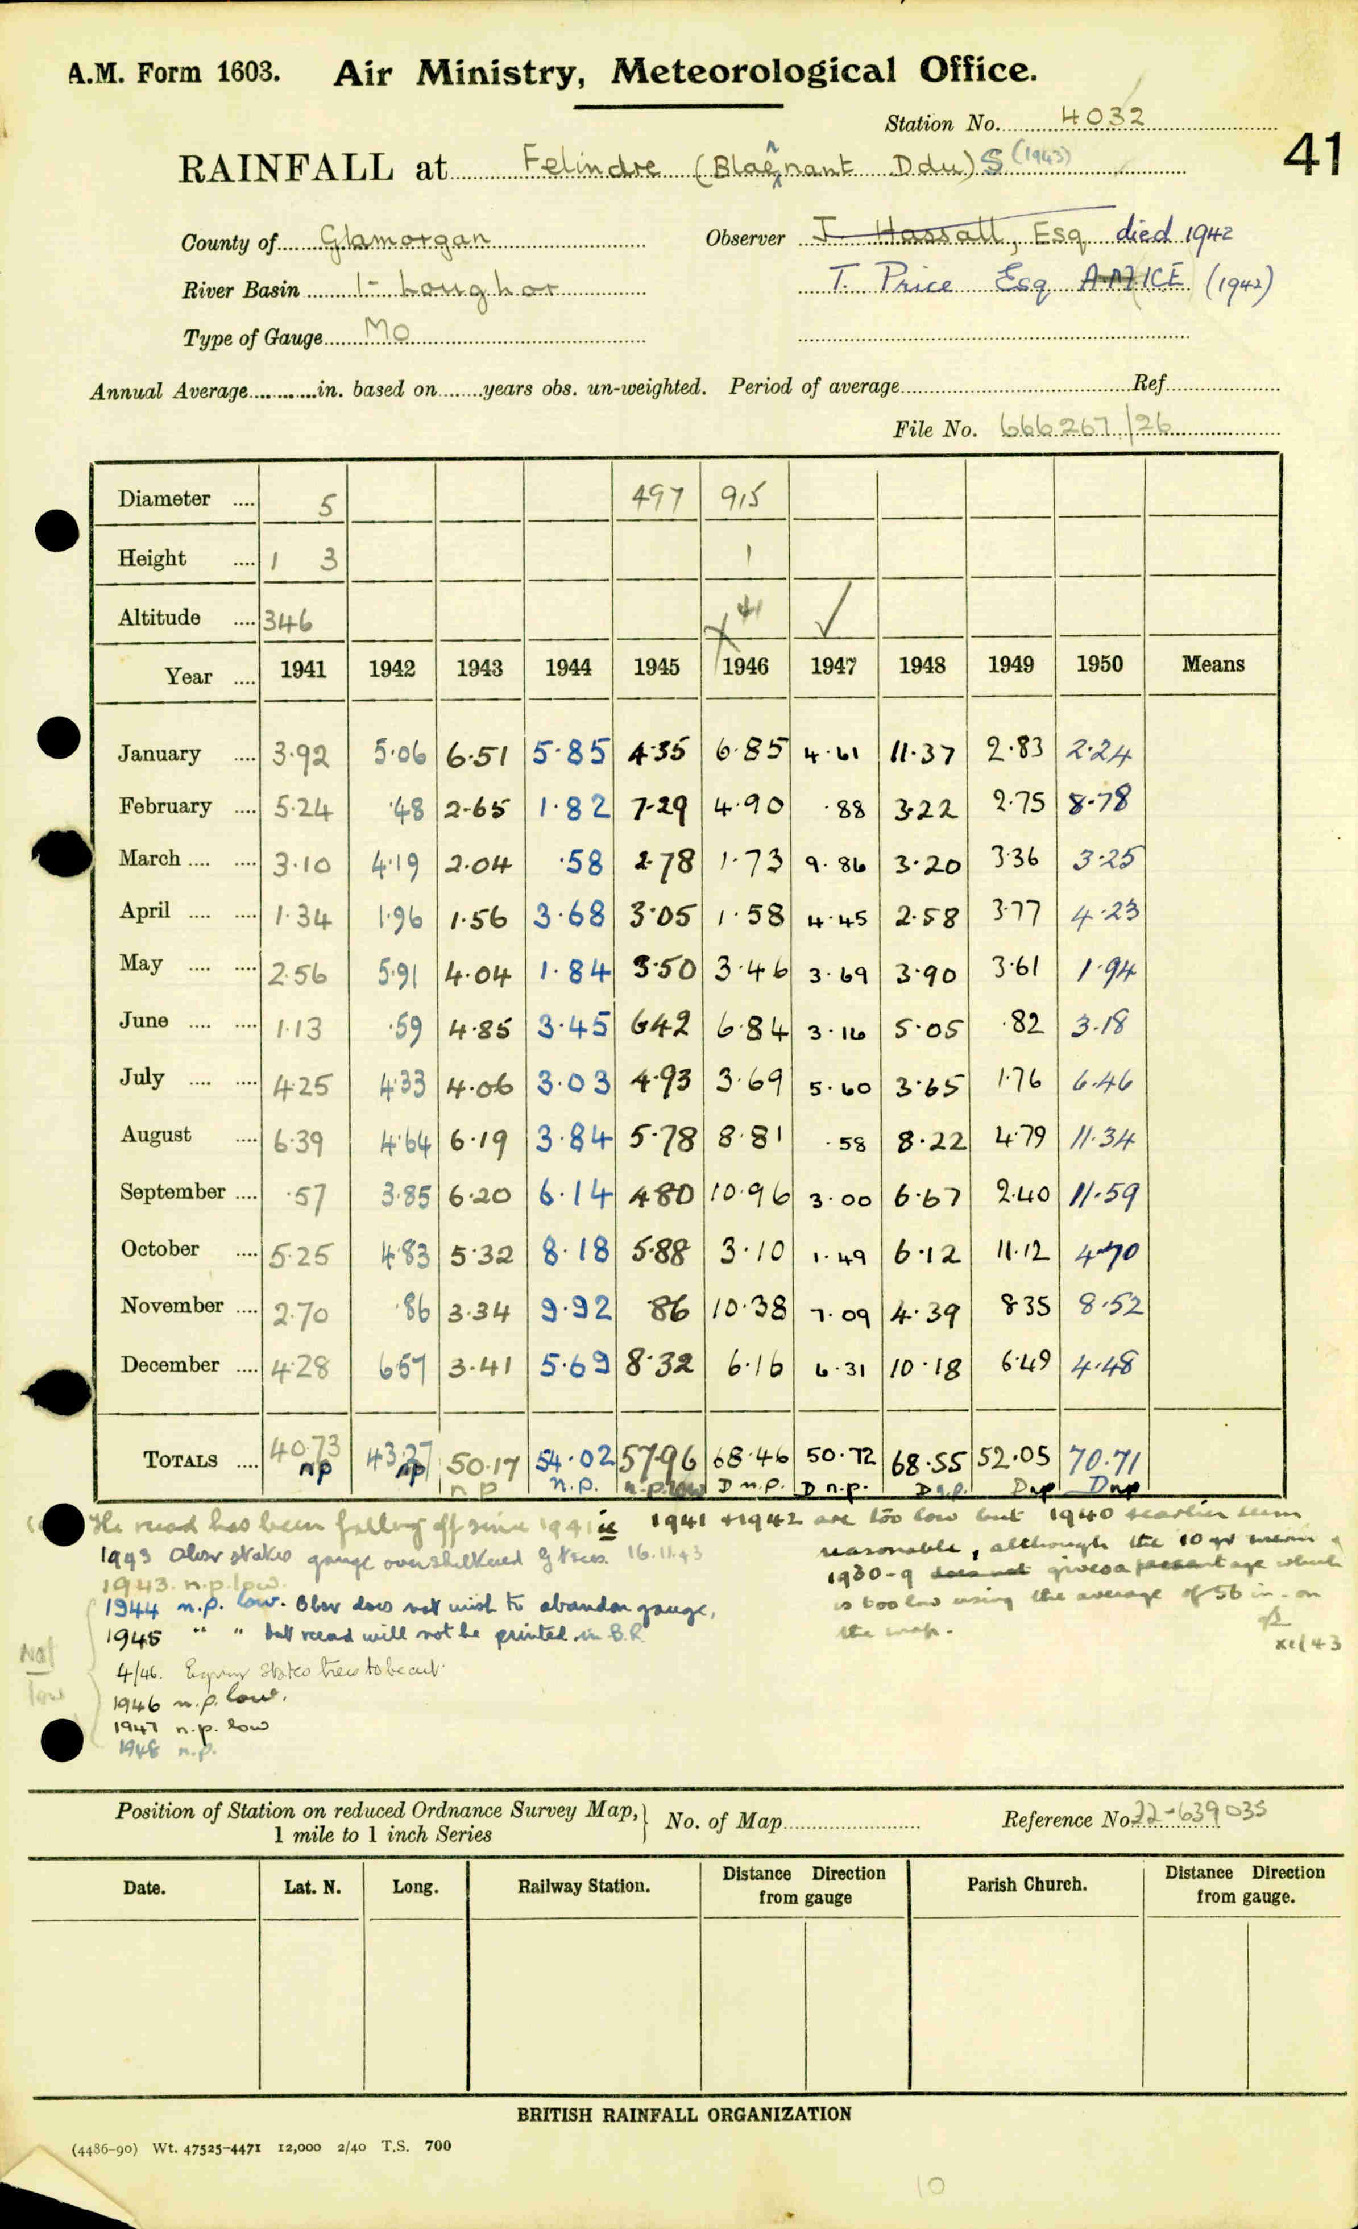 A.M. Form 1603. Air Ministry, Meteorological Office.
Station No. 4032
41
RAINFALL at Felindre (Blaenant Ddu) S (1943)
County of Glamorgan Observer J. Hassall, Esq died 1942
River Basin 1- Loughor T. Price Esq AMICE (1942)
Type of Gauge MO
Annual Average............in. based on........years obs. un-weighted. Period of average............Ref............
File No. 666267/26
Diameter .... 5 497 915
Height .... 1 3 1
Altitude .... 346
Year .... 1941 1942 1943 1944 1945 1946 1947 1948 1949 1950 Means
January .... 3.92 5.06 6.51 5.85 4.35 6.85 4.61 11.37 2.83 2.24
February .... 5.24 .48 2.65 1.82 7.29 4.90 .88 3.22 2.75 8.78
March .... .... 3.10 4.19 2.04 .58 2.78 1.73 9.86 3.20 3.36 3.25
April .... .... 1.34 1.96 1.56 3.68 3.05 1.58 4.45 2.58 3.77 4.23
May .... .... 2.56 5.91 4.04 1.84 3.50 3.46 3.69 3.90 3.61 1.94
June .... .... 1.13 .59 4.85 3.45 6.42 6.84 3.16 5.05 .82 3.18
July .... .... 4.25 4.33 4.06 3.03 4.93 3.69 5.60 3.65 1.76 6.46
August .... 6.39 4.64 6.19 3.84 5.78 8.81 .58 8.22 4.79 11.34
September .... .57 3.85 6.20 6.14 4.80 10.96 3.00 6.67 2.40 11.59
October .... 5.25 4.83 5.32 8.18 5.88 3.10 1.49 6.12 11.12 4.70
November .... 2.70 .86 3.34 9.92 86 10.38 7.09 4.39 8.35 8.52
December .... 4.28 6.57 3.41 5.69 8.32 6.16 6.31 10.18 6.49 4.48
TOTALS .... 40.73 43.27 50.17 54.02 57.96 68.46 50.72 68.55 52.05 70.71
np np n p n.p. n.p. low D n.p. D n.p. D n.p. Dnp Dnp
The record has been falling off since 1941 ie 1941 + 1942 are too low but 1940 + earlier seem
reasonable, although the 10 yr mean
1930-9 does not gives a percentage which
is too low using the average of 56 in. on
the map.
XI/43
1943 Obsr states gauge overshadowed by trees. 16.11.43
1943. n.p. low.
1944 n.p. low. Obsr does not wish to abandon gauge,
1945 " " but record will not be printed in B.R.
4/46. Enquiry states trees to be cut.
1946 n.p. low.
1947 n.p. low
1948 n.p.
Not
low
Position of Station on reduced Ordnance Survey Map, 1 mile to 1 inch Series } No. of Map............ Reference No 22-639035
Date. Lat. N. Long. Railway Station. Distance Direction from gauge Parish Church. Distance Direction from gauge.
BRITISH RAINFALL ORGANIZATION
(4486-90) Wt. 47525-4471 12,000 2/40 T.S. 700
10